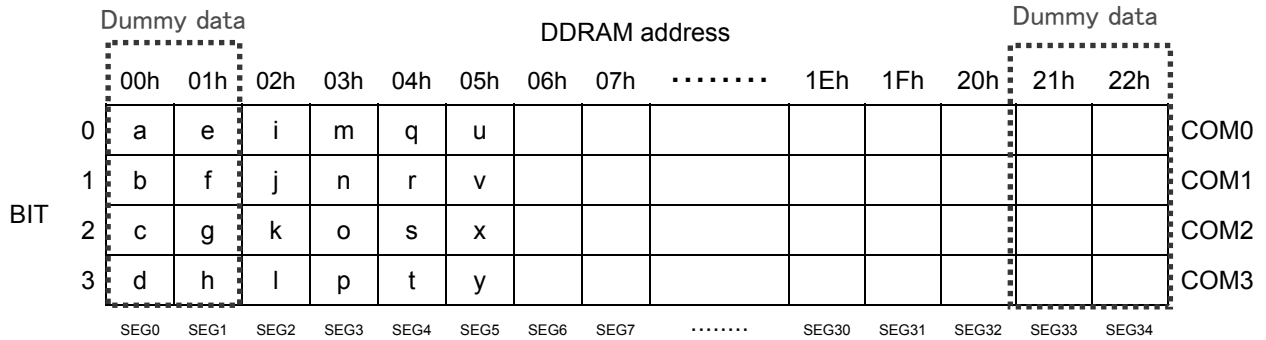 Dummy data Dummy data
DDRAM address
00h 01h 02h 03h 04h 05h 06h 07h ........ 1Eh 1Fh 20h 21h 22h
0 a e i m q u COM0
1 b f j n r v COM1
BIT
2 c g k o s x COM2
3 d h l p t y COM3
SEG0 SEG1 SEG2 SEG3 SEG4 SEG5 SEG6 SEG7 ........ SEG30 SEG31 SEG32 SEG33 SEG34